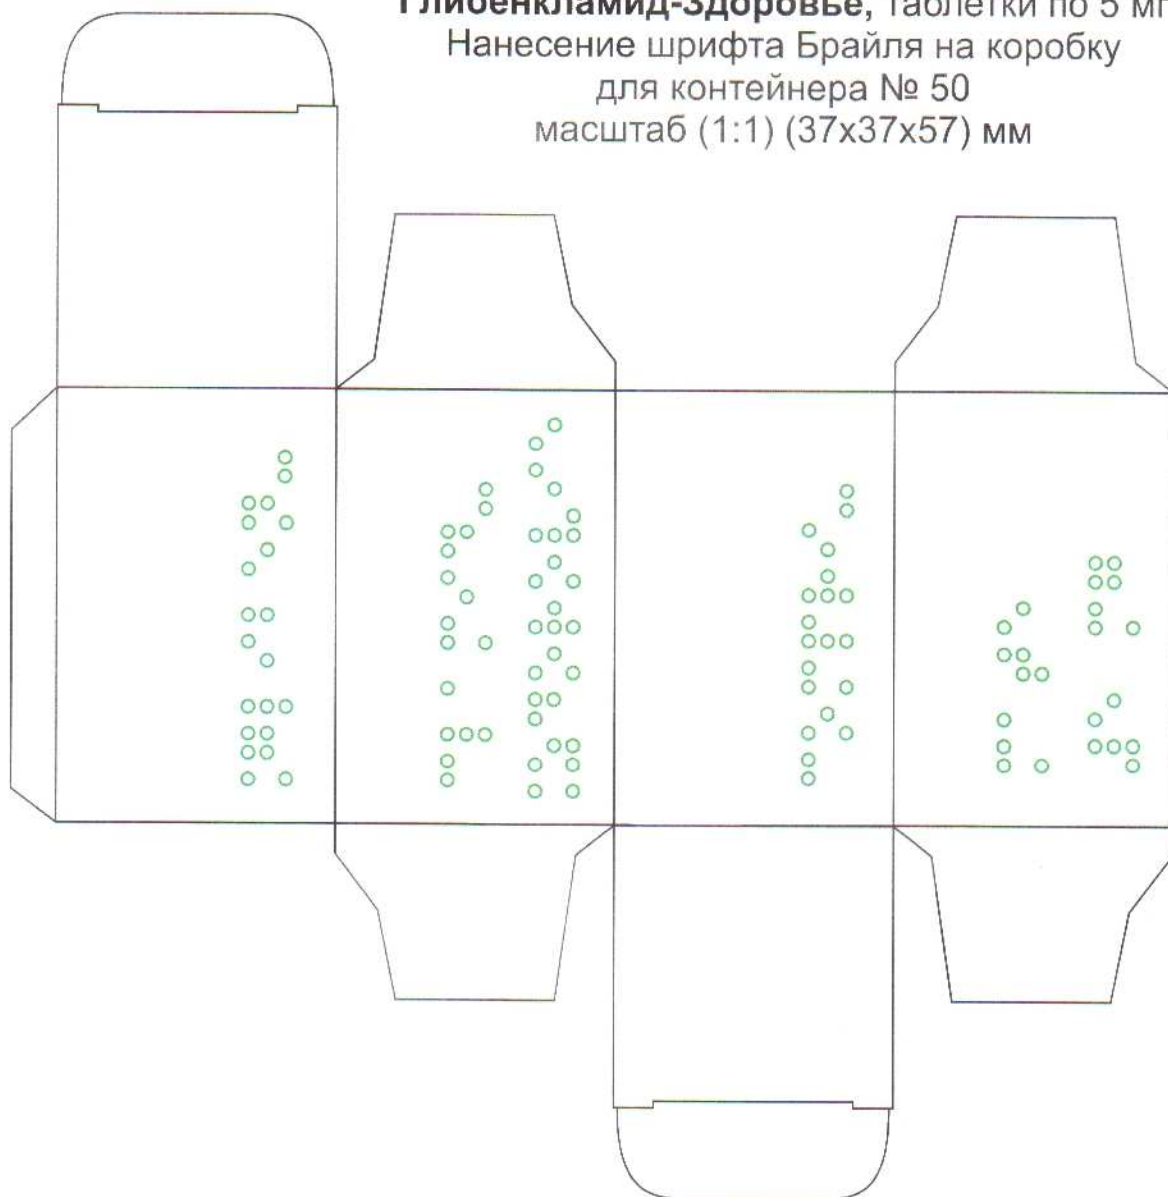 Глибенкламид-Здоровье, таблетки по 5 мг
Нанесение шрифта Брайля на коробку
для контейнера № 50
масштаб (1:1) (37х37х57) мм